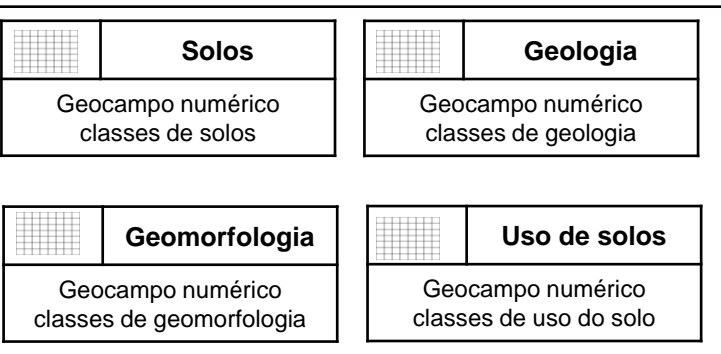 Solos
Geocampo numérico
classes de solos
Geologia
Geocampo numérico
classes de geologia
Geomorfologia
Geocampo numérico
classes de geomorfologia
Uso de solos
Geocampo numérico
classes de uso do solo